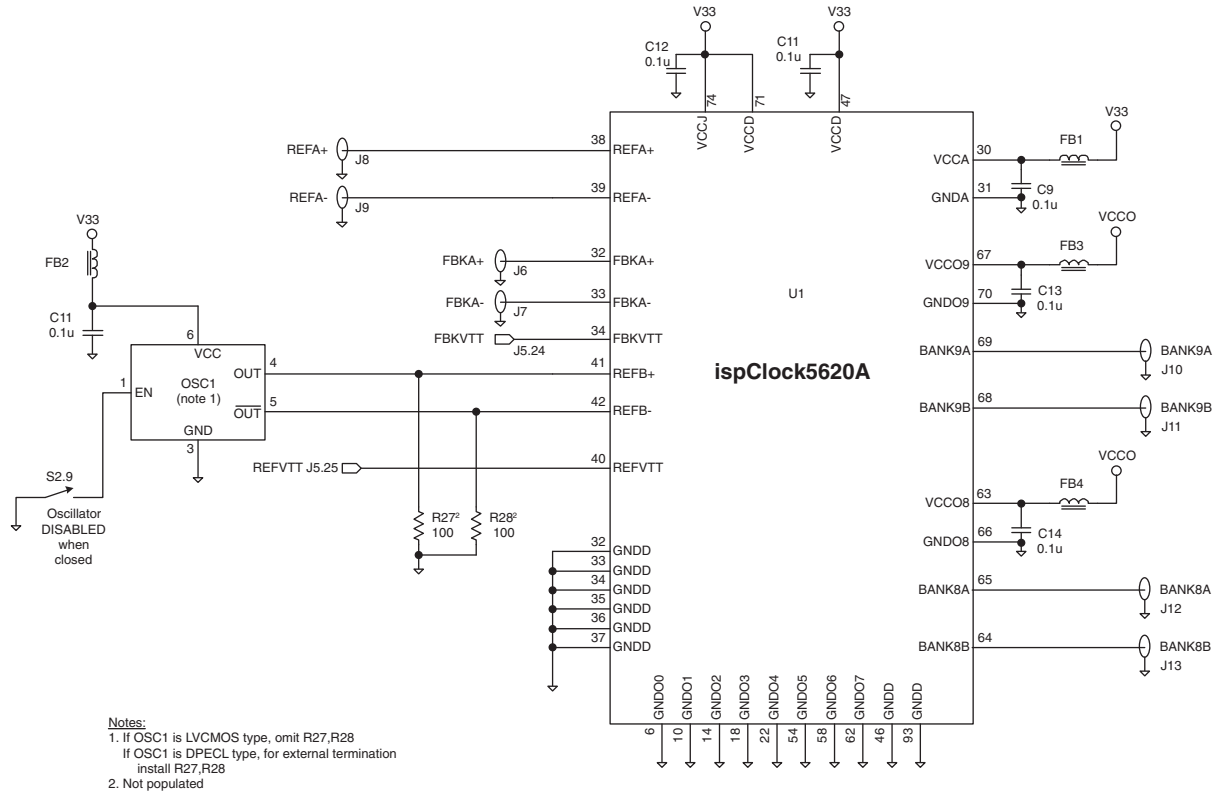 V33
V33
C12
0.1u
C11
0.1u
74
71
47
VCCJ
VCCD
VCCD
REFA+
J8
38
REFA+
REFA-
J9
39
REFA-
FBKA+
J6
32
FBKA+
FBKA-
J7
33
FBKA-
FBKVTT
J5.24
34
FBKVTT
41
REFB+
42
REFB-
REFVTT J5.25
40
REFVTT
V33
FB2
C11
0.1u
6
VCC
1
EN
OSC1
(note 1)
OUT
4
OUT
5
GND
3
S2.9
Oscillator
DISABLED
when
closed
R27²
100
R28²
100
32
GNDD
33
GNDD
34
GNDD
35
GNDD
36
GNDD
37
GNDD
U1
ispClock5620A
V33
VCCA
30
FB1
GNDA
31
C9
0.1u
VCCO
VCCO9
67
FB3
GNDO9
70
C13
0.1u
BANK9A
69
BANK9A
J10
BANK9B
68
BANK9B
J11
VCCO
VCCO8
63
FB4
GNDO8
66
C14
0.1u
BANK8A
65
BANK8A
J12
BANK8B
64
BANK8B
J13
GNDO0
GNDO1
GNDO2
GNDO3
GNDO4
GNDO5
GNDO6
GNDO7
GNDD
GNDD
6
10
14
18
22
54
58
62
46
93
Notes:
1. If OSC1 is LVCMOS type, omit R27,R28
If OSC1 is DPECL type, for external termination
install R27,R28
2. Not populated